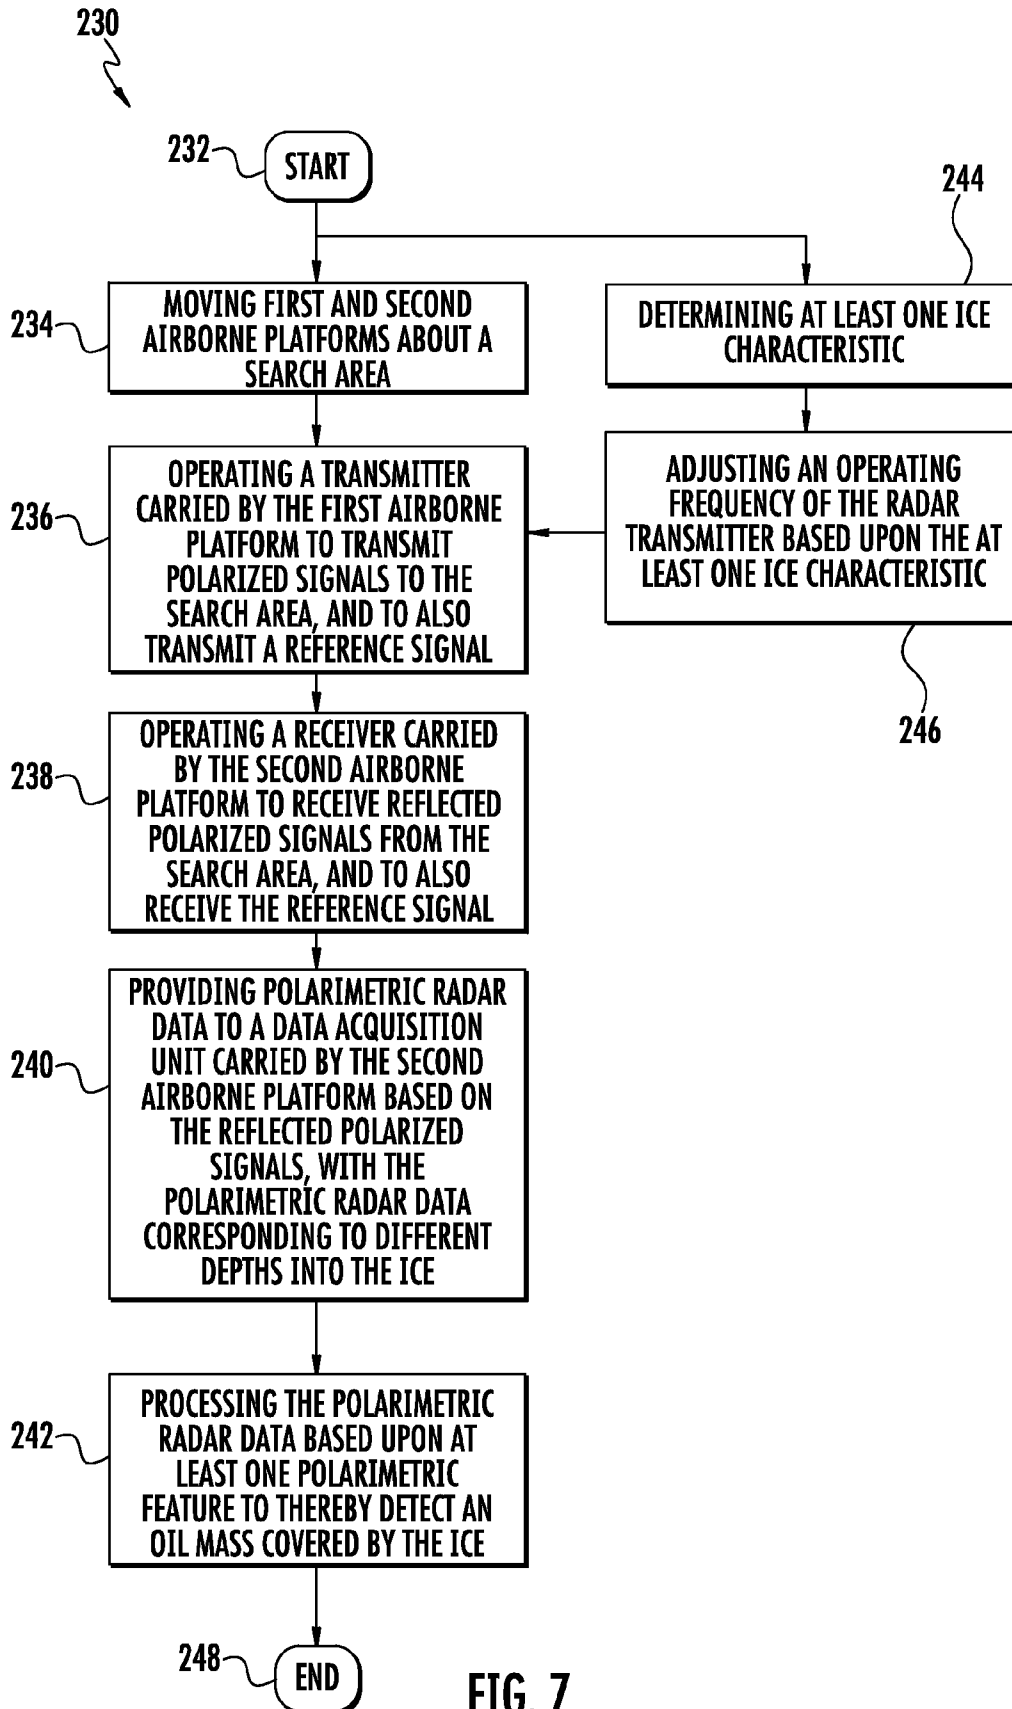 230
232
START
244
234
MOVING FIRST AND SECOND
AIRBORNE PLATFORMS ABOUT A
SEARCH AREA
DETERMINING AT LEAST ONE ICE
CHARACTERISTIC
236
OPERATING A TRANSMITTER
CARRIED BY THE FIRST AIRBORNE
PLATFORM TO TRANSMIT
POLARIZED SIGNALS TO THE
SEARCH AREA, AND TO ALSO
TRANSMIT A REFERENCE SIGNAL
ADJUSTING AN OPERATING
FREQUENCY OF THE RADAR
TRANSMITTER BASED UPON THE AT
LEAST ONE ICE CHARACTERISTIC
246
238
OPERATING A RECEIVER CARRIED
BY THE SECOND AIRBORNE
PLATFORM TO RECEIVE REFLECTED
POLARIZED SIGNALS FROM THE
SEARCH AREA, AND TO ALSO
RECEIVE THE REFERENCE SIGNAL
240
PROVIDING POLARIMETRIC RADAR
DATA TO A DATA ACQUISITION
UNIT CARRIED BY THE SECOND
AIRBORNE PLATFORM BASED ON
THE REFLECTED POLARIZED
SIGNALS, WITH THE
POLARIMETRIC RADAR DATA
CORRESPONDING TO DIFFERENT
DEPTHS INTO THE ICE
242
PROCESSING THE POLARIMETRIC
RADAR DATA BASED UPON AT
LEAST ONE POLARIMETRIC
FEATURE TO THEREBY DETECT AN
OIL MASS COVERED BY THE ICE
248
END
FIG. 7